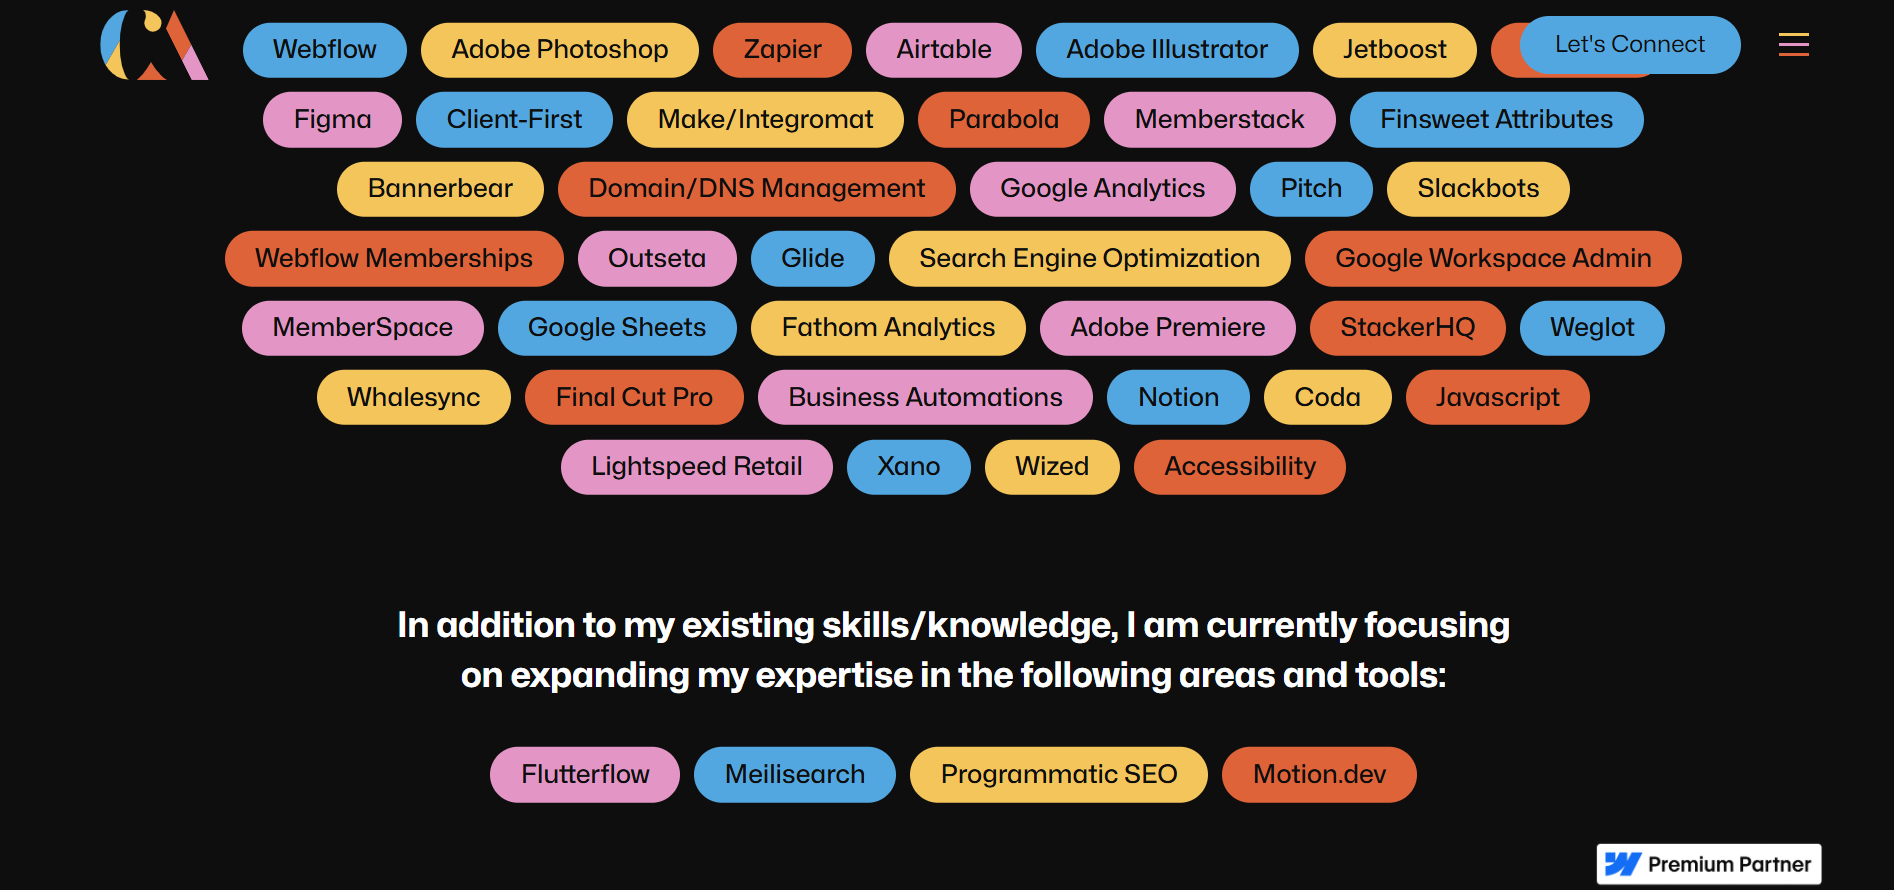 Webflow Adobe Photoshop Zapier Airtable Adobe Illustrator Jetboost Let's Connect
Figma Client-First Make/Integromat Parabola Memberstack Finsweet Attributes
Bannerbear Domain/DNS Management Google Analytics Pitch Slackbots
Webflow Memberships Outseta Glide Search Engine Optimization Google Workspace Admin
MemberSpace Google Sheets Fathom Analytics Adobe Premiere StackerHQ Weglot
Whalesync Final Cut Pro Business Automations Notion Coda Javascript
Lightspeed Retail Xano Wized Accessibility
In addition to my existing skills/knowledge, I am currently focusing
on expanding my expertise in the following areas and tools:
Flutterflow Meilisearch Programmatic SEO Motion.dev
Premium Partner